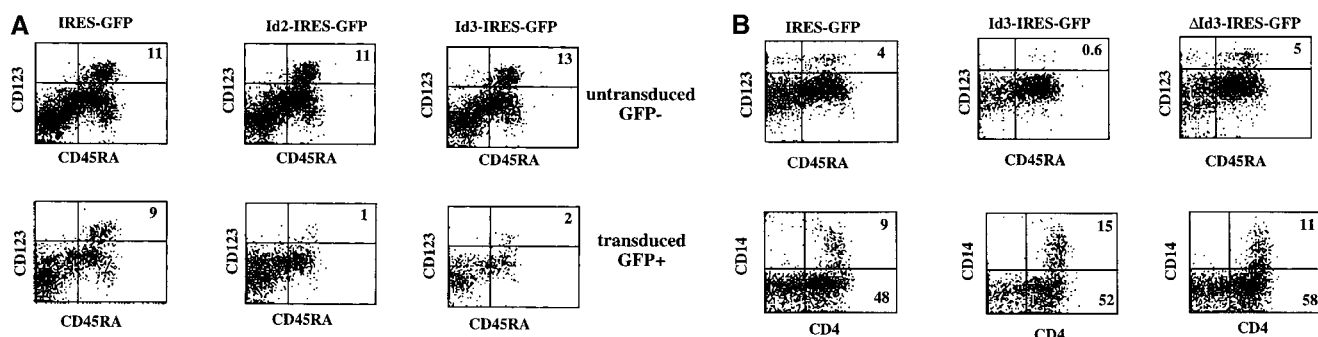 A
IRES-GFP
Id2-IRES-GFP
Id3-IRES-GFP
CD123
11
CD45RA
CD123
11
CD45RA
CD123
13
CD45RA
untransduced
GFP-
CD123
9
CD45RA
CD123
1
CD45RA
CD123
2
CD45RA
transduced
GFP+
B
IRES-GFP
Id3-IRES-GFP
ΔId3-IRES-GFP
CD123
4
CD45RA
CD123
0.6
CD45RA
CD123
5
CD45RA
CD14
9
48
CD4
CD14
15
52
CD4
CD14
11
58
CD4